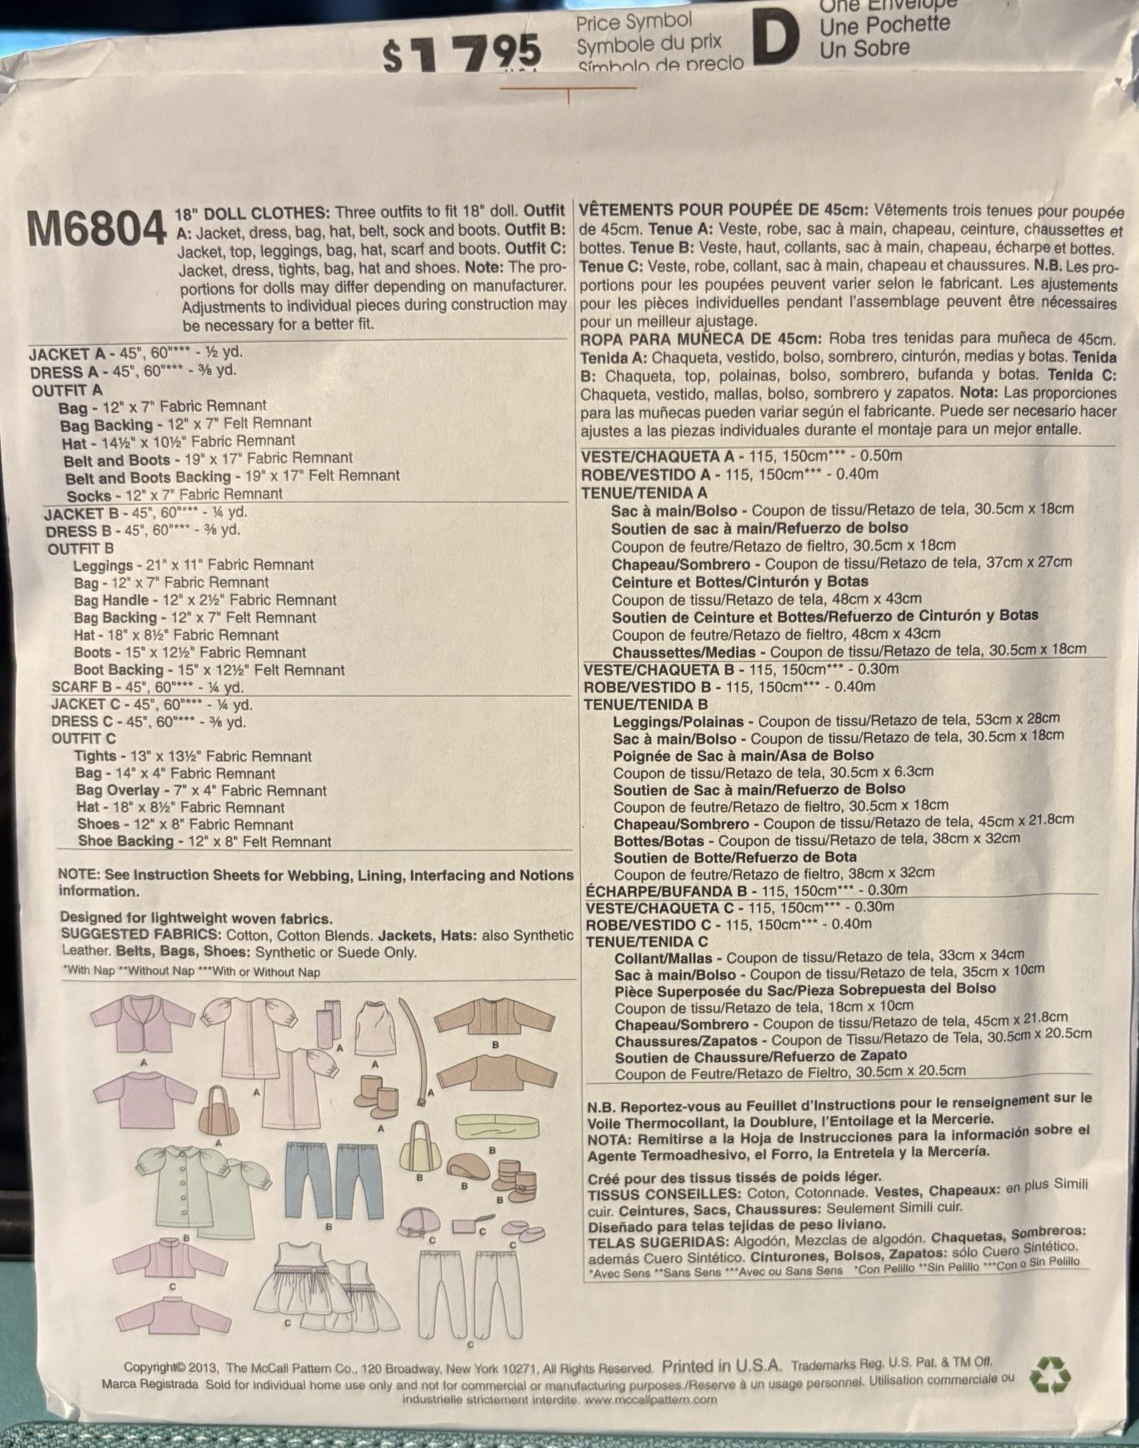 $17 95
Price Symbol
Symbole du prix
Símbolo de precio
D
One Envelope
Une Pochette
Un Sobre
M6804
18" DOLL CLOTHES: Three outfits to fit 18" doll. Outfit
A: Jacket, dress, bag, hat, belt, sock and boots. Outfit B:
Jacket, top, leggings, bag, hat, scarf and boots. Outfit C:
Jacket, dress, tights, bag, hat and shoes. Note: The pro-
portions for dolls may differ depending on manufacturer.
Adjustments to individual pieces during construction may
be necessary for a better fit.
JACKET A - 45", 60"*** - ½ yd.
DRESS A - 45", 60"*** - ⅜ yd.
OUTFIT A
Bag - 12" x 7" Fabric Remnant
Bag Backing - 12" x 7" Felt Remnant
Hat - 14½" x 10½" Fabric Remnant
Belt and Boots - 19" x 17" Fabric Remnant
Belt and Boots Backing - 19" x 17" Felt Remnant
Socks - 12" x 7" Fabric Remnant
JACKET B - 45", 60"*** - ¼ yd.
DRESS B - 45", 60"*** - ⅜ yd.
OUTFIT B
Leggings - 21" x 11" Fabric Remnant
Bag - 12" x 7" Fabric Remnant
Bag Handle - 12" x 2½" Fabric Remnant
Bag Backing - 12" x 7" Felt Remnant
Hat - 18" x 8½" Fabric Remnant
Boots - 15" x 12½" Fabric Remnant
Boot Backing - 15" x 12½" Felt Remnant
SCARF B - 45", 60"*** - ¼ yd.
JACKET C - 45", 60"*** - ¼ yd.
DRESS C - 45", 60"*** - ⅜ yd.
OUTFIT C
Tights - 13" x 13½" Fabric Remnant
Bag - 14" x 4" Fabric Remnant
Bag Overlay - 7" x 4" Fabric Remnant
Hat - 18" x 8½" Fabric Remnant
Shoes - 12" x 8" Fabric Remnant
Shoe Backing - 12" x 8" Felt Remnant
NOTE: See Instruction Sheets for Webbing, Lining, Interfacing and Notions
information.
Designed for lightweight woven fabrics.
SUGGESTED FABRICS: Cotton, Cotton Blends. Jackets, Hats: also Synthetic
Leather. Belts, Bags, Shoes: Synthetic or Suede Only.
*With Nap **Without Nap ***With or Without Nap
VÊTEMENTS POUR POUPÉE DE 45cm: Vêtements trois tenues pour poupée
de 45cm. Tenue A: Veste, robe, sac à main, chapeau, ceinture, chaussettes et
bottes. Tenue B: Veste, haut, collants, sac à main, chapeau, écharpe et bottes.
Tenue C: Veste, robe, collant, sac à main, chapeau et chaussures. N.B. Les pro-
portions pour les poupées peuvent varier selon le fabricant. Les ajustements
pour les pièces individuelles pendant l'assemblage peuvent être nécessaires
pour un meilleur ajustage.
ROPA PARA MUÑECA DE 45cm: Roba tres tenidas para muñeca de 45cm.
Tenida A: Chaqueta, vestido, bolso, sombrero, cinturón, medias y botas. Tenida
B: Chaqueta, top, polainas, bolso, sombrero, bufanda y botas. Tenida C:
Chaqueta, vestido, mallas, bolso, sombrero y zapatos. Nota: Las proporciones
para las muñecas pueden variar según el fabricante. Puede ser necesario hacer
ajustes a las piezas individuales durante el montaje para un mejor entalle.
VESTE/CHAQUETA A - 115, 150cm*** - 0.50m
ROBE/VESTIDO A - 115, 150cm*** - 0.40m
TENUE/TENIDA A
Sac à main/Bolso - Coupon de tissu/Retazo de tela, 30.5cm x 18cm
Soutien de sac à main/Refuerzo de bolso
Coupon de feutre/Retazo de fieltro, 30.5cm x 18cm
Chapeau/Sombrero - Coupon de tissu/Retazo de tela, 37cm x 27cm
Ceinture et Bottes/Cinturón y Botas
Coupon de tissu/Retazo de tela, 48cm x 43cm
Soutien de Ceinture et Bottes/Refuerzo de Cinturón y Botas
Coupon de feutre/Retazo de fieltro, 48cm x 43cm
Chaussettes/Medias - Coupon de tissu/Retazo de tela, 30.5cm x 18cm
VESTE/CHAQUETA B - 115, 150cm*** - 0.30m
ROBE/VESTIDO B - 115, 150cm*** - 0.40m
TENUE/TENIDA B
Leggings/Polainas - Coupon de tissu/Retazo de tela, 53cm x 28cm
Sac à main/Bolso - Coupon de tissu/Retazo de tela, 30.5cm x 18cm
Poignée de Sac à main/Asa de Bolso
Coupon de tissu/Retazo de tela, 30.5cm x 6.3cm
Soutien de Sac à main/Refuerzo de Bolso
Coupon de feutre/Retazo de fieltro, 30.5cm x 18cm
Chapeau/Sombrero - Coupon de tissu/Retazo de tela, 45cm x 21.8cm
Bottes/Botas - Coupon de tissu/Retazo de tela, 38cm x 32cm
Soutien de Botte/Refuerzo de Bota
Coupon de feutre/Retazo de fieltro, 38cm x 32cm
ÉCHARPE/BUFANDA B - 115, 150cm*** - 0.30m
VESTE/CHAQUETA C - 115, 150cm*** - 0.30m
ROBE/VESTIDO C - 115, 150cm*** - 0.40m
TENUE/TENIDA C
Collant/Mallas - Coupon de tissu/Retazo de tela, 33cm x 34cm
Sac à main/Bolso - Coupon de tissu/Retazo de tela, 35cm x 10cm
Pièce Superposée du Sac/Pieza Sobrepuesta del Bolso
Coupon de tissu/Retazo de tela, 18cm x 10cm
Chapeau/Sombrero - Coupon de tissu/Retazo de tela, 45cm x 21.8cm
Chaussures/Zapatos - Coupon de Tissu/Retazo de Tela, 30.5cm x 20.5cm
Soutien de Chaussure/Refuerzo de Zapato
Coupon de Feutre/Retazo de Fieltro, 30.5cm x 20.5cm
N.B. Reportez-vous au Feuillet d'Instructions pour le renseignement sur le
Voile Thermocollant, la Doublure, l'Entoilage et la Mercerie.
NOTA: Remitirse a la Hoja de Instrucciones para la información sobre el
Agente Termoadhesivo, el Forro, la Entretela y la Mercería.
Créé pour des tissus tissés de poids léger.
TISSUS CONSEILLES: Coton, Cotonnade. Vestes, Chapeaux: en plus Simili
cuir. Ceintures, Sacs, Chaussures: Seulement Simili cuir.
Diseñado para telas tejidas de peso liviano.
TELAS SUGERIDAS: Algodón, Mezclas de algodón. Chaquetas, Sombreros:
además Cuero Sintético. Cinturones, Bolsos, Zapatos: sólo Cuero Sintético.
*Avec Sens **Sans Sens ***Avec ou Sans Sens *Con Pelillo **Sin Pelillo ***Con o Sin Pelillo
A
A
A
A
A
A
A
B
B
B
B
B
B
B
C
C
C
C
C
C
Copyright© 2013, The McCall Pattern Co., 120 Broadway, New York 10271, All Rights Reserved. Printed in U.S.A. Trademarks Reg. U.S. Pat. & TM Off.
Marca Registrada Sold for individual home use only and not for commercial or manufacturing purposes./Reserve à un usage personnel. Utilisation commerciale ou
industrielle strictement interdite. www.mccallpattern.com